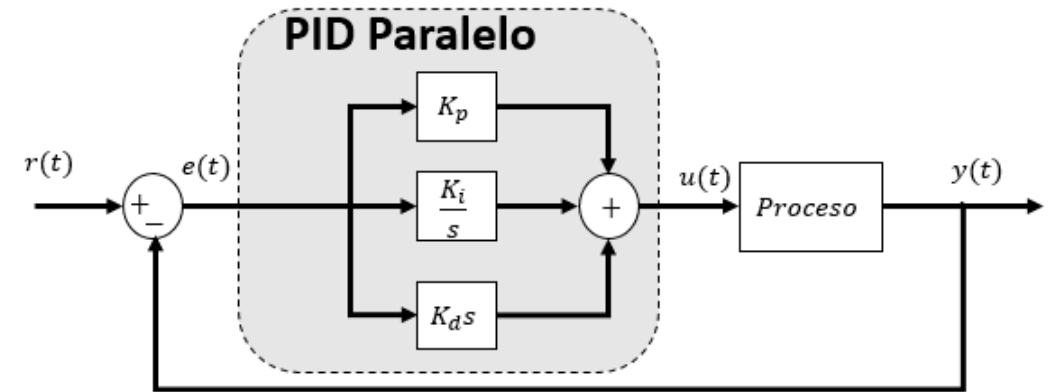 PID Paralelo
K_p
r(t)
+
−
e(t)
K_i
s
+
u(t)
Proceso
y(t)
K_d s